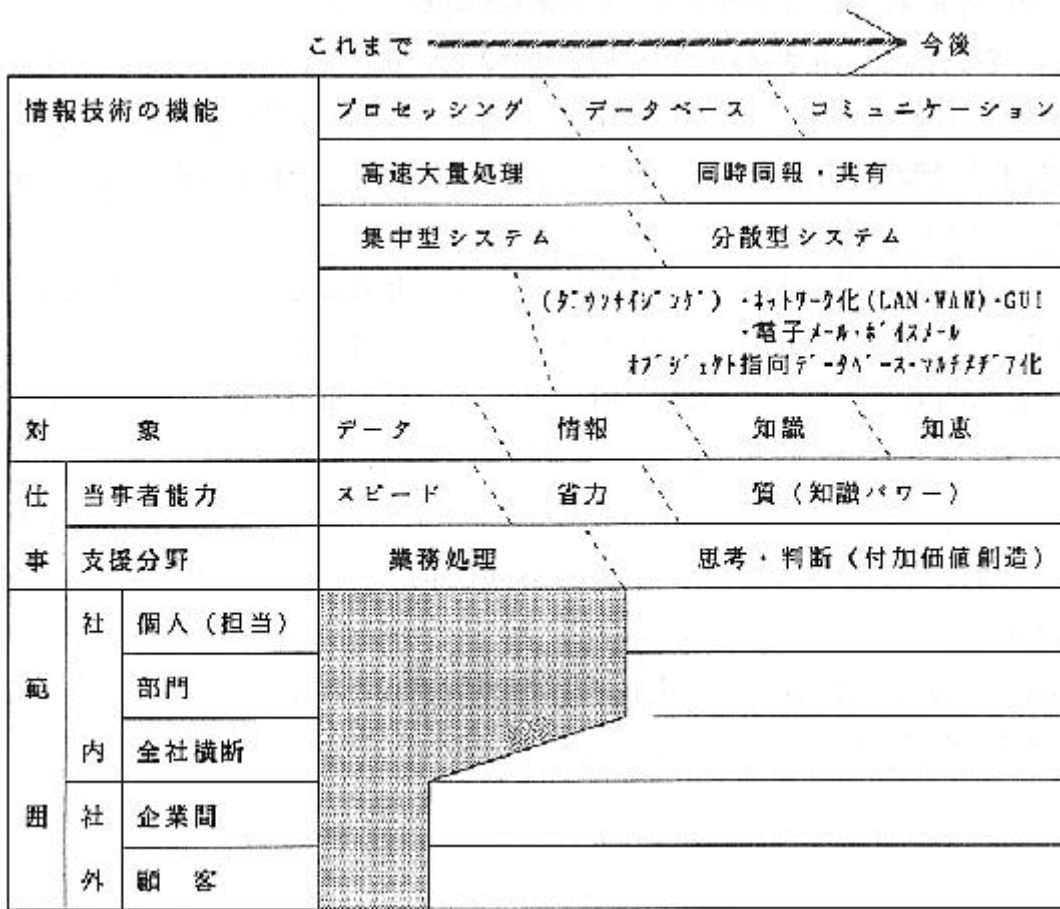 これまで 今後
情報技術の機能 プロセッシング データベース コミュニケーション
高速大量処理 同時同報・共有
集中型システム 分散型システム
(ダウンサイジング)・ネットワーク化(LAN・WAN)・GUI
・電子メール・ボイスメール
オブジェクト指向データベース・マルチメデア化
対 象 データ 情報 知識 知恵
仕 当事者能力 スピード 省力 質(知識パワー)
事 支援分野 業務処理 思考・判断(付加価値創造)
社 個人(担当)
範 部門
内 全社横断
囲 社 企業間
外 顧 客